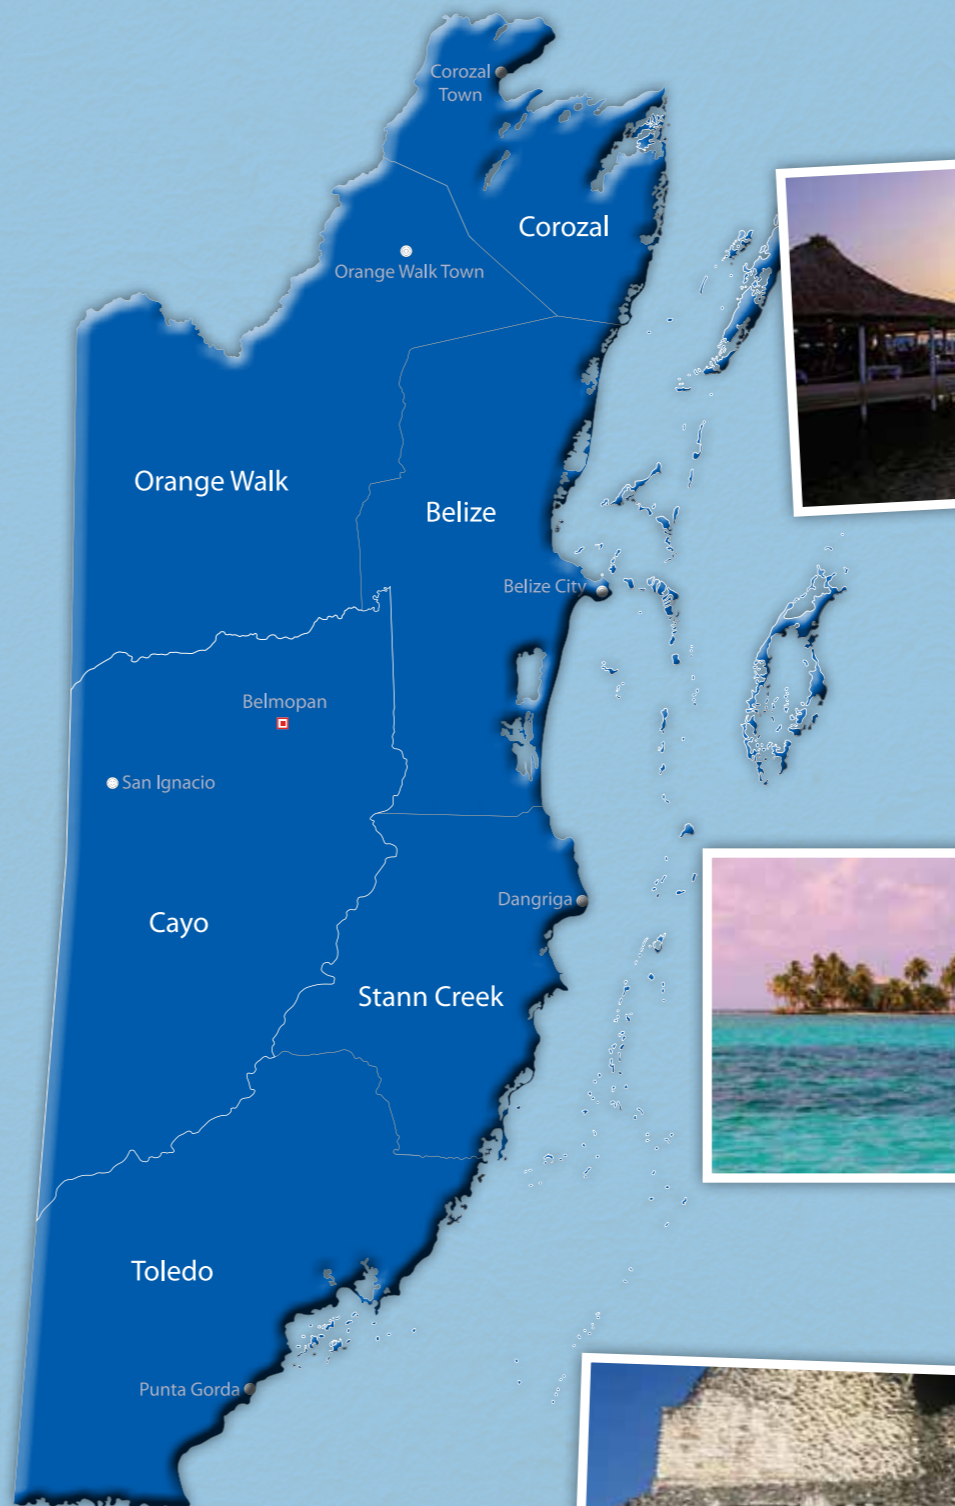 Corozal
Town
Corozal
Orange Walk Town
Orange Walk
Belize
Belize City
Belmopan
San Ignacio
Dangriga
Cayo
Stann Creek
Toledo
Punta Gorda